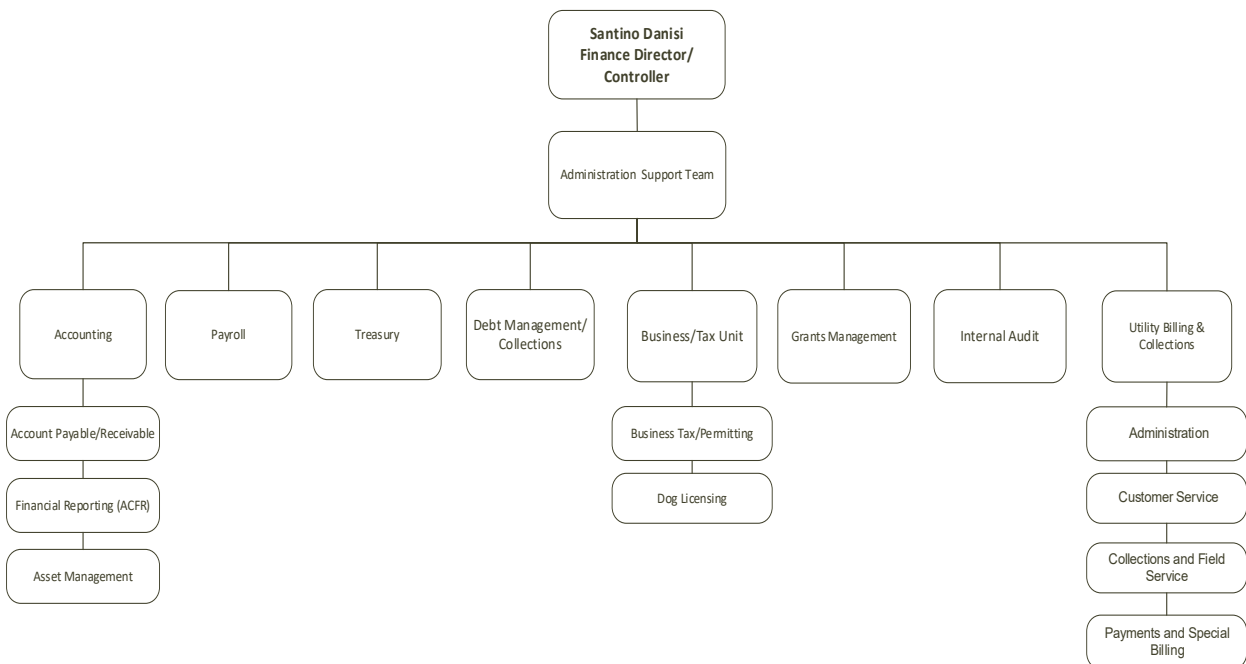 Santino Danisi
Finance Director/
Controller
Administration Support Team
Accounting
Payroll
Treasury
Debt Management/
Collections
Business/Tax Unit
Grants Management
Internal Audit
Utility Billing &
Collections
Account Payable/Receivable
Business Tax/Permitting
Administration
Financial Reporting (ACFR)
Dog Licensing
Customer Service
Asset Management
Collections and Field
Service
Payments and Special
Billing